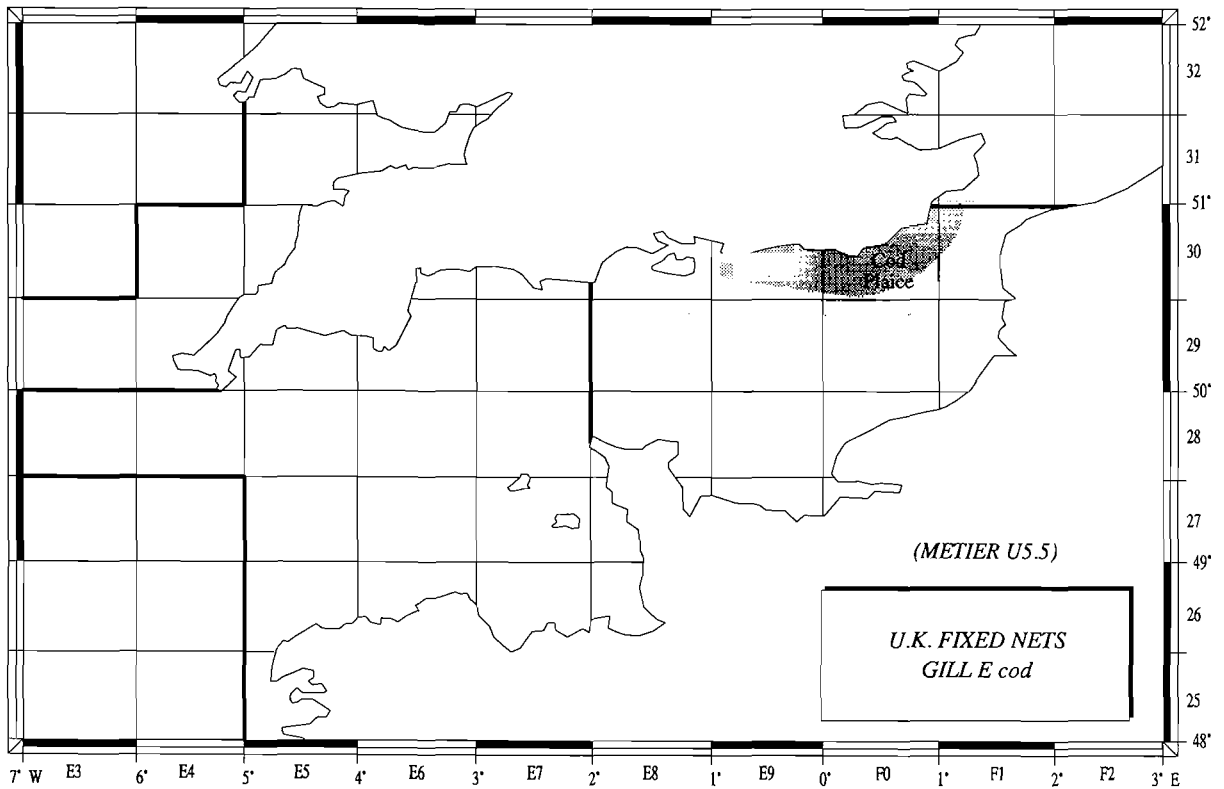 52°
32
31
51°
30
Cod
Plaice
29
50°
28
27
(METIER U5.5)
49°
26
U.K. FIXED NETS
GILL E cod
25
48°
7° W E3 6° E4 5° E5 4° E6 3° E7 2° E8 1° E9 0° F0 1° F1 2° F2 3° E